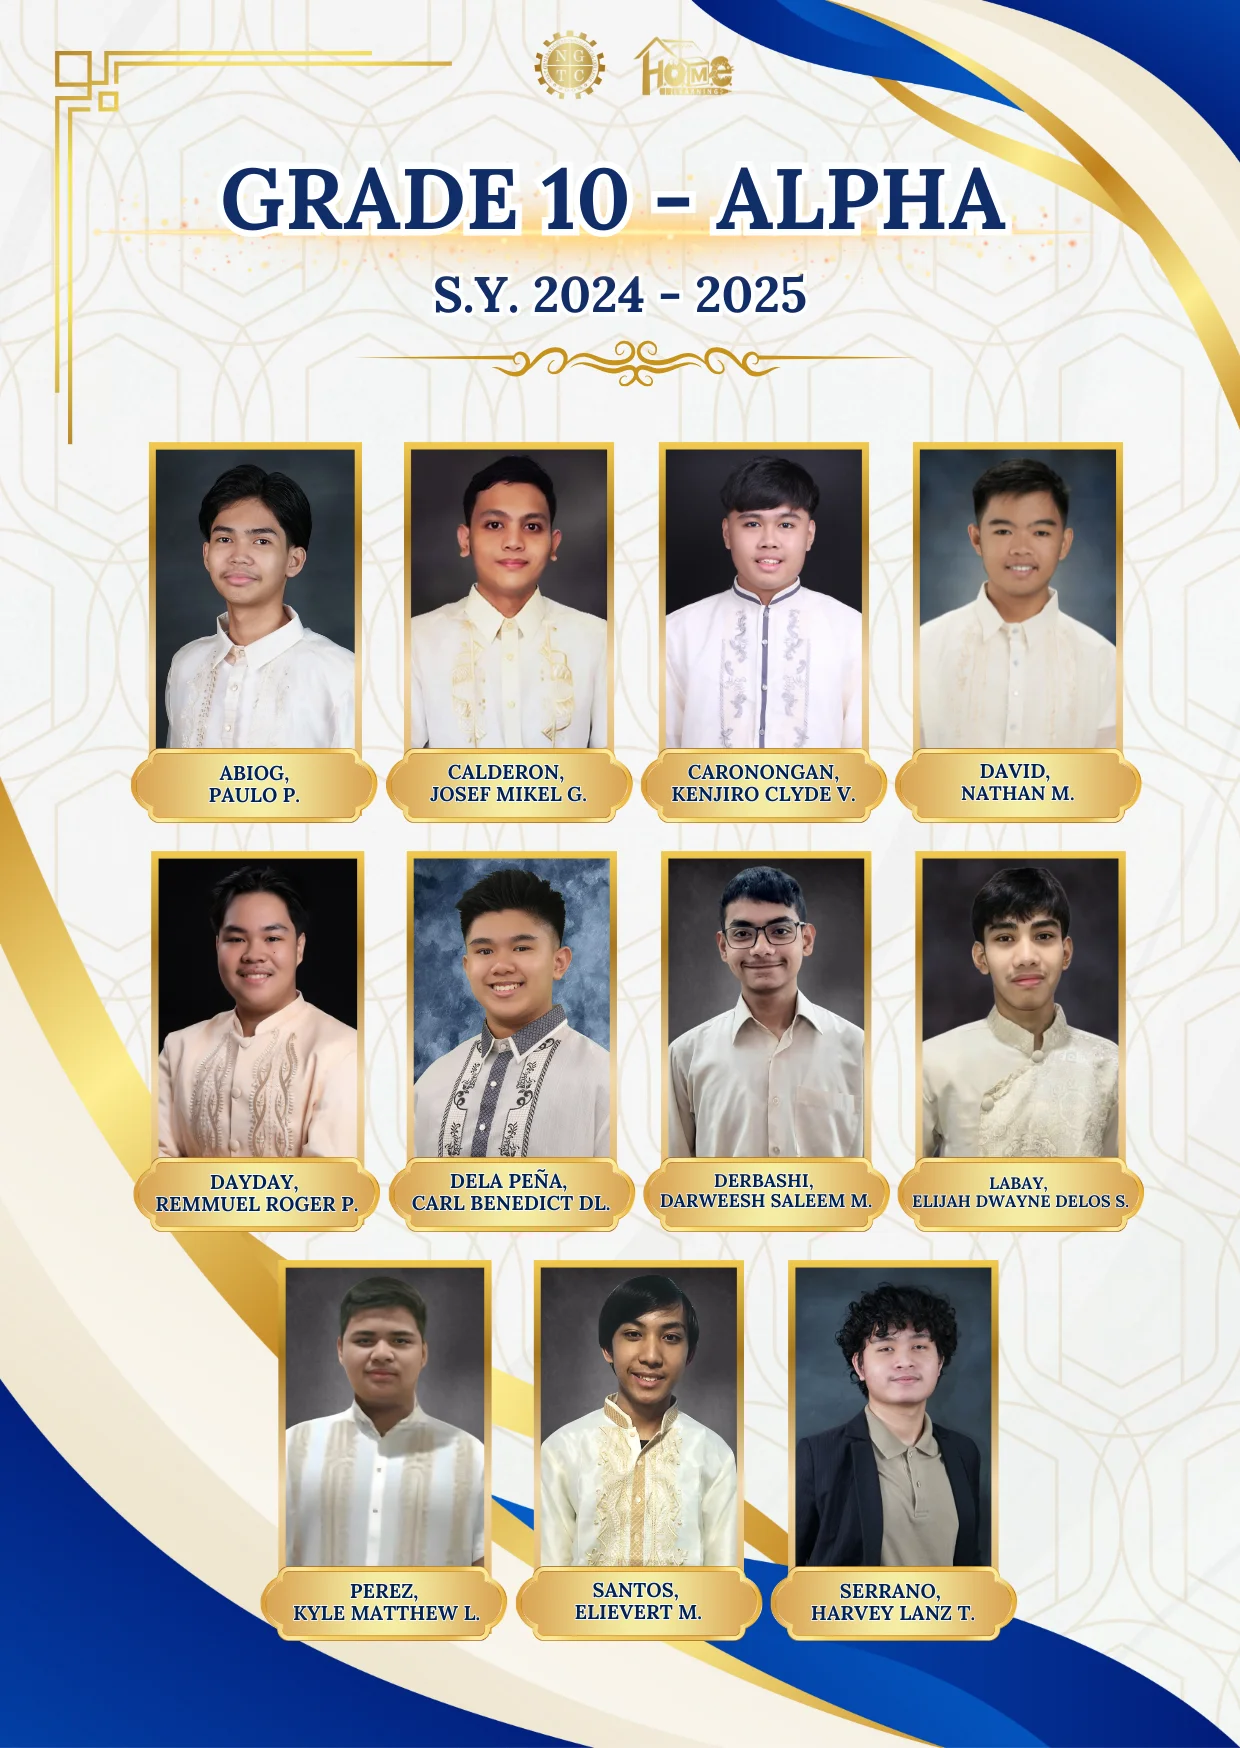 N G
T C
HOME
GRADE 10 - ALPHA
S.Y. 2024 - 2025
ABIOG,
PAULO P.
CALDERON,
JOSEF MIKEL G.
CARONONGAN,
KENJIRO CLYDE V.
DAVID,
NATHAN M.
DAYDAY,
REMMUEL ROGER P.
DELA PEÑA,
CARL BENEDICT DL.
DERBASHI,
DARWEESH SALEEM M.
LABAY,
ELIJAH DWAYNE DELOS S.
PEREZ,
KYLE MATTHEW L.
SANTOS,
ELIEVERT M.
SERRANO,
HARVEY LANZ T.